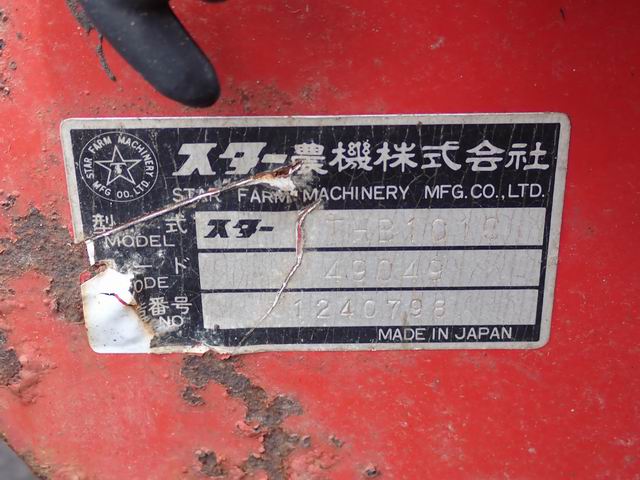 STAR FARM MACHINERY MFG CO.,LTD.
スター農機株式会社
STAR FARM MACHINERY MFG.CO.,LTD.
型式 スター THB1010
MODEL
ード 49049
ODE
番号 1240798
NO
MADE IN JAPAN